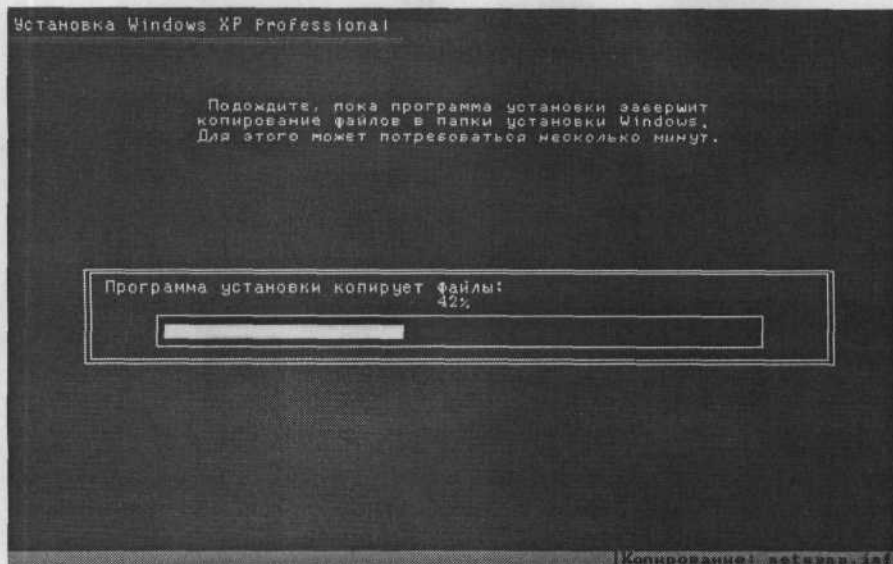 Установка Windows XP Professional
Подождите, пока программа установки завершит
копирование файлов в папки установки Windows.
Для этого может потребоваться несколько минут.
Программа установки копирует файлы:
42%
Копирование: